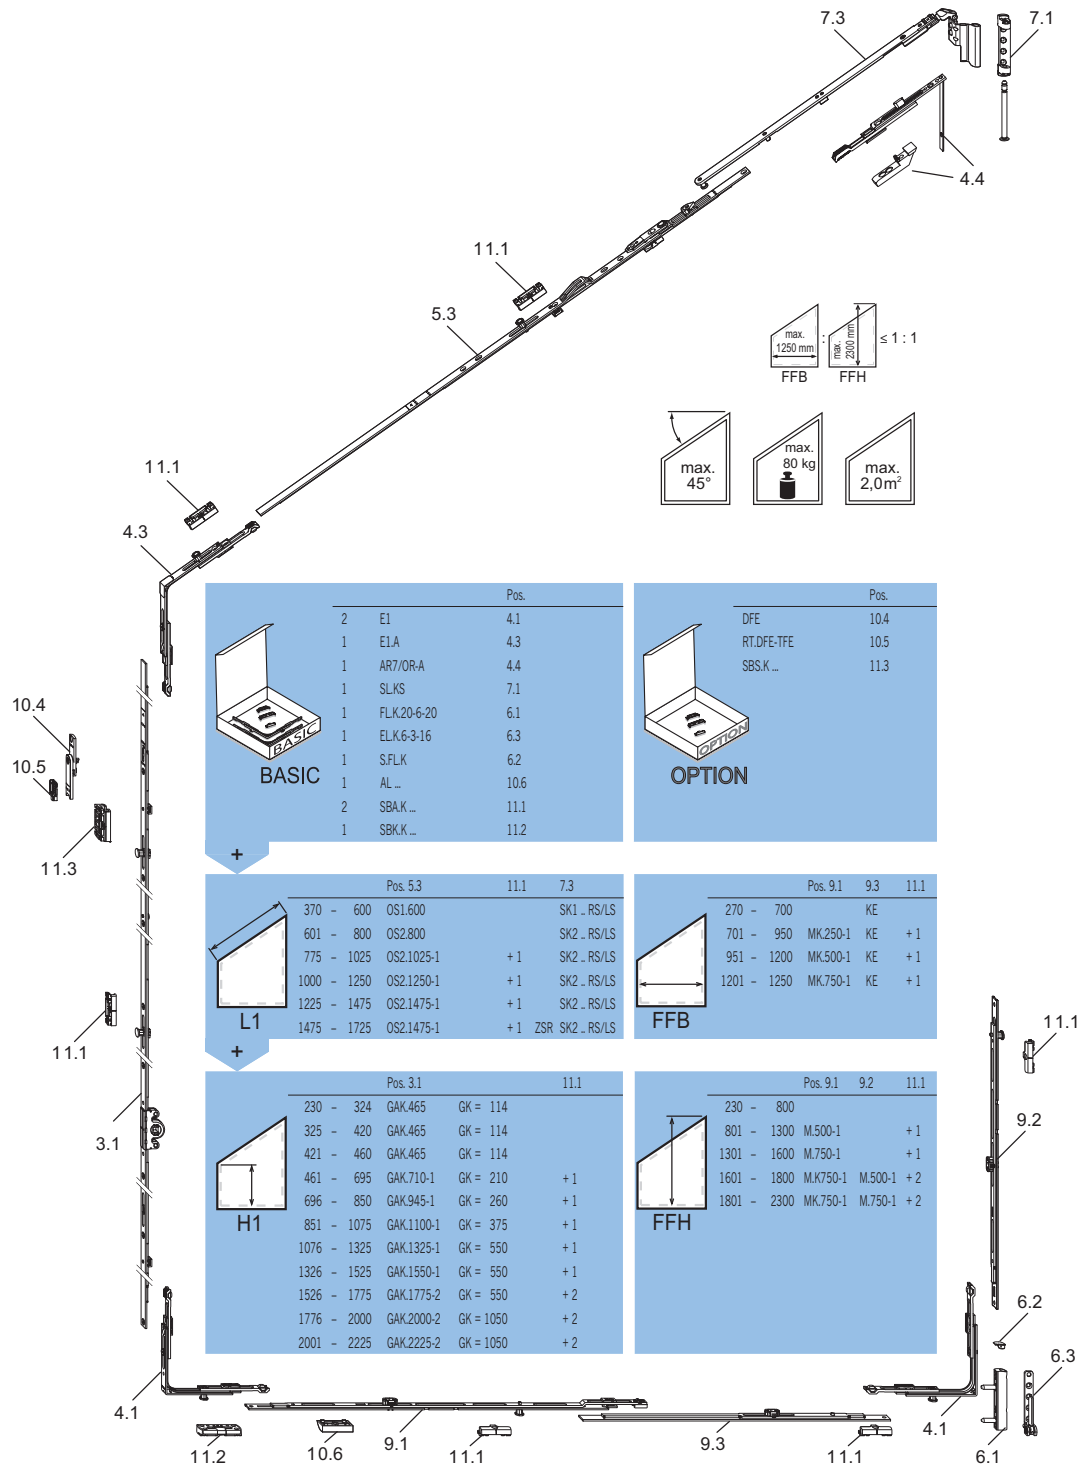 7.3
7.1
4.4
11.1
5.3
max.
1250 mm
FFB
:
max.
2300 mm
FFH
≤ 1 : 1
max.
45°
max.
80 kg
max.
2,0m²
11.1
4.3
Pos.
2 E1 4.1
1 E1.A 4.3
1 AR7/OR-A 4.4
1 SL.KS 7.1
1 FL.K.20-6-20 6.1
1 EL.K.6-3-16 6.3
1 S.FL.K 6.2
1 AL ... 10.6
2 SBA.K ... 11.1
1 SBK.K ... 11.2
BASIC
BASIC
Pos.
DFE 10.4
RT.DFE-TFE 10.5
SBS.K ... 11.3
OPTION
OPTION
10.4
10.5
11.3
+
Pos. 5.3 11.1 7.3
370 – 600 OS1.600 SK1 .. RS/LS
601 – 800 OS2.800 SK2 .. RS/LS
775 – 1025 OS2.1025-1 + 1 SK2 .. RS/LS
1000 – 1250 OS2.1250-1 + 1 SK2 .. RS/LS
1225 – 1475 OS2.1475-1 + 1 SK2 .. RS/LS
1475 – 1725 OS2.1475-1 + 1 ZSR SK2 .. RS/LS
L1
Pos. 9.1 9.3 11.1
270 – 700 KE
701 – 950 MK.250-1 KE + 1
951 – 1200 MK.500-1 KE + 1
1201 – 1250 MK.750-1 KE + 1
FFB
11.1
11.1
+
3.1
Pos. 3.1 11.1
230 – 324 GAK.465 GK = 114
325 – 420 GAK.465 GK = 114
421 – 460 GAK.465 GK = 114
461 – 695 GAK.710-1 GK = 210 + 1
696 – 850 GAK.945-1 GK = 260 + 1
851 – 1075 GAK.1100-1 GK = 375 + 1
1076 – 1325 GAK.1325-1 GK = 550 + 1
1326 – 1525 GAK.1550-1 GK = 550 + 1
1526 – 1775 GAK.1775-2 GK = 550 + 2
1776 – 2000 GAK.2000-2 GK = 1050 + 2
2001 – 2225 GAK.2225-2 GK = 1050 + 2
H1
Pos. 9.1 9.2 11.1
230 – 800
801 – 1300 M.500-1 + 1
1301 – 1600 M.750-1 + 1
1601 – 1800 M.K750-1 M.500-1 + 2
1801 – 2300 MK.750-1 M.750-1 + 2
FFH
9.2
6.2
6.3
4.1
11.2
10.6
9.1
11.1
9.3
11.1
4.1
6.1